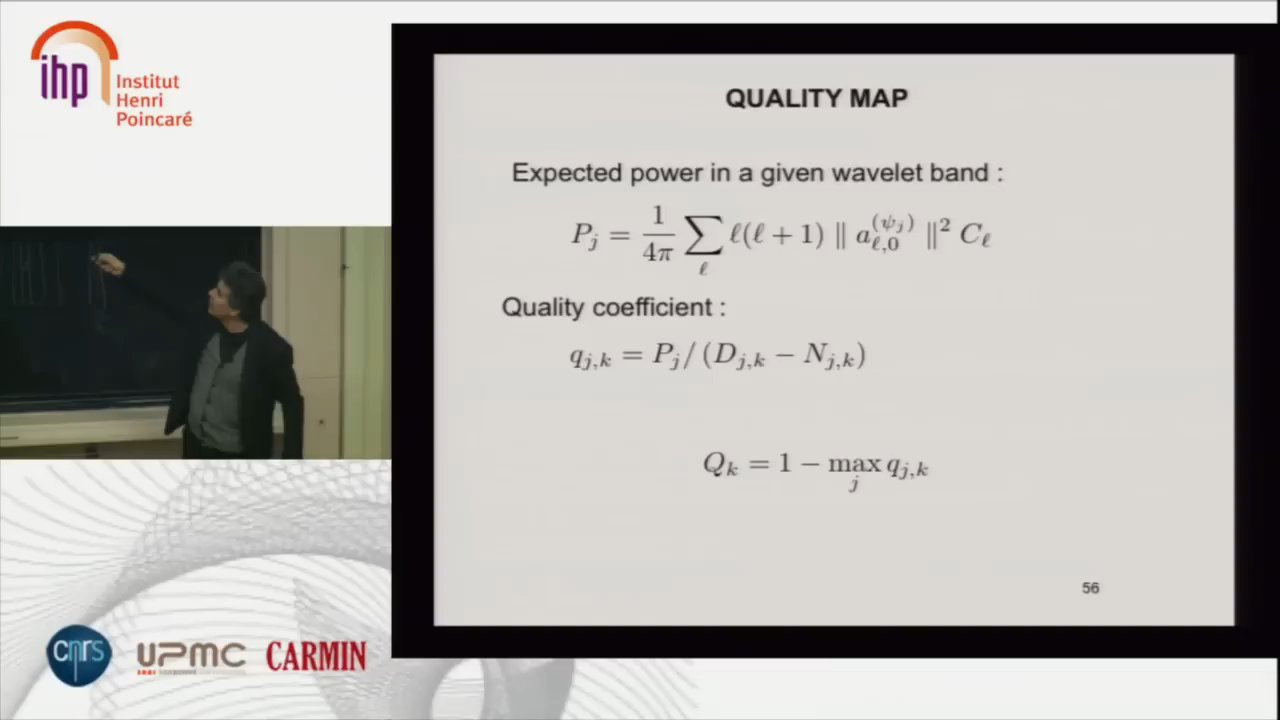 ihp
Institut
Henri
Poincaré
QUALITY MAP
Expected power in a given wavelet band :
P_j = \frac{1}{4\pi} \sum_{\ell} \ell(\ell + 1) \| a_{\ell,0}^{(\psi_j)} \|^2 C_\ell
Quality coefficient :
q_{j,k} = P_j / (D_{j,k} − N_{j,k})
Q_k = 1 − \max_j q_{j,k}
56
cnrs
UPMC
CARMIN